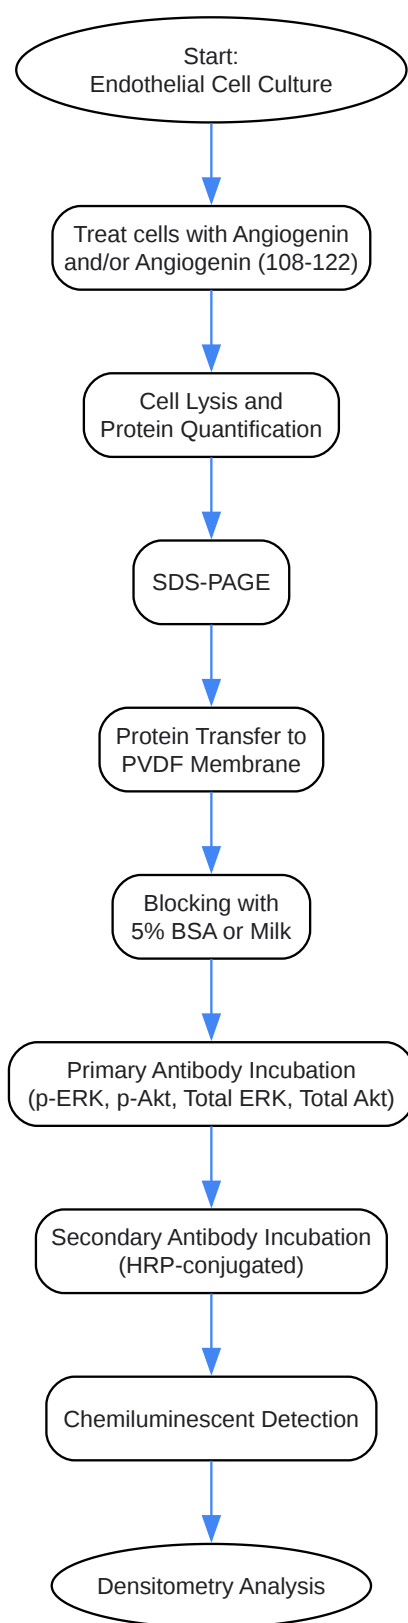 Start:
Endothelial Cell Culture
Treat cells with Angiogenin
and/or Angiogenin (108-122)
Cell Lysis and
Protein Quantification
SDS-PAGE
Protein Transfer to
PVDF Membrane
Blocking with
5% BSA or Milk
Primary Antibody Incubation
(p-ERK, p-Akt, Total ERK, Total Akt)
Secondary Antibody Incubation
(HRP-conjugated)
Chemiluminescent Detection
Densitometry Analysis